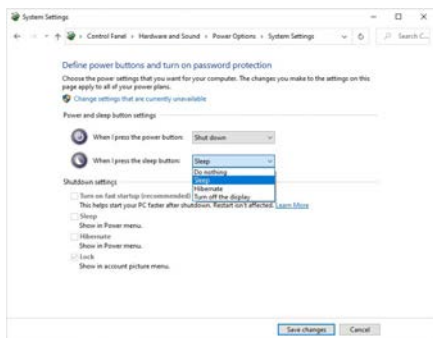 System Settings
Control Panel › Hardware and Sound › Power Options › System Settings
Search C...
Define power buttons and turn on password protection
Choose the power settings that you want for your computer. The changes you make to the settings on this
page apply to all of your power plans.
Change settings that are currently unavailable
Power and sleep button settings
When I press the power button: Shut down
When I press the sleep button: Sleep
Do nothing
Sleep
Hibernate
Turn off the display
Shutdown settings
Turn on fast startup (recommended)
This helps start your PC faster after shutdown. Restart isn't affected. Learn More
Sleep
Show in Power menu.
Hibernate
Show in Power menu.
Lock
Show in account picture menu.
Save changes Cancel